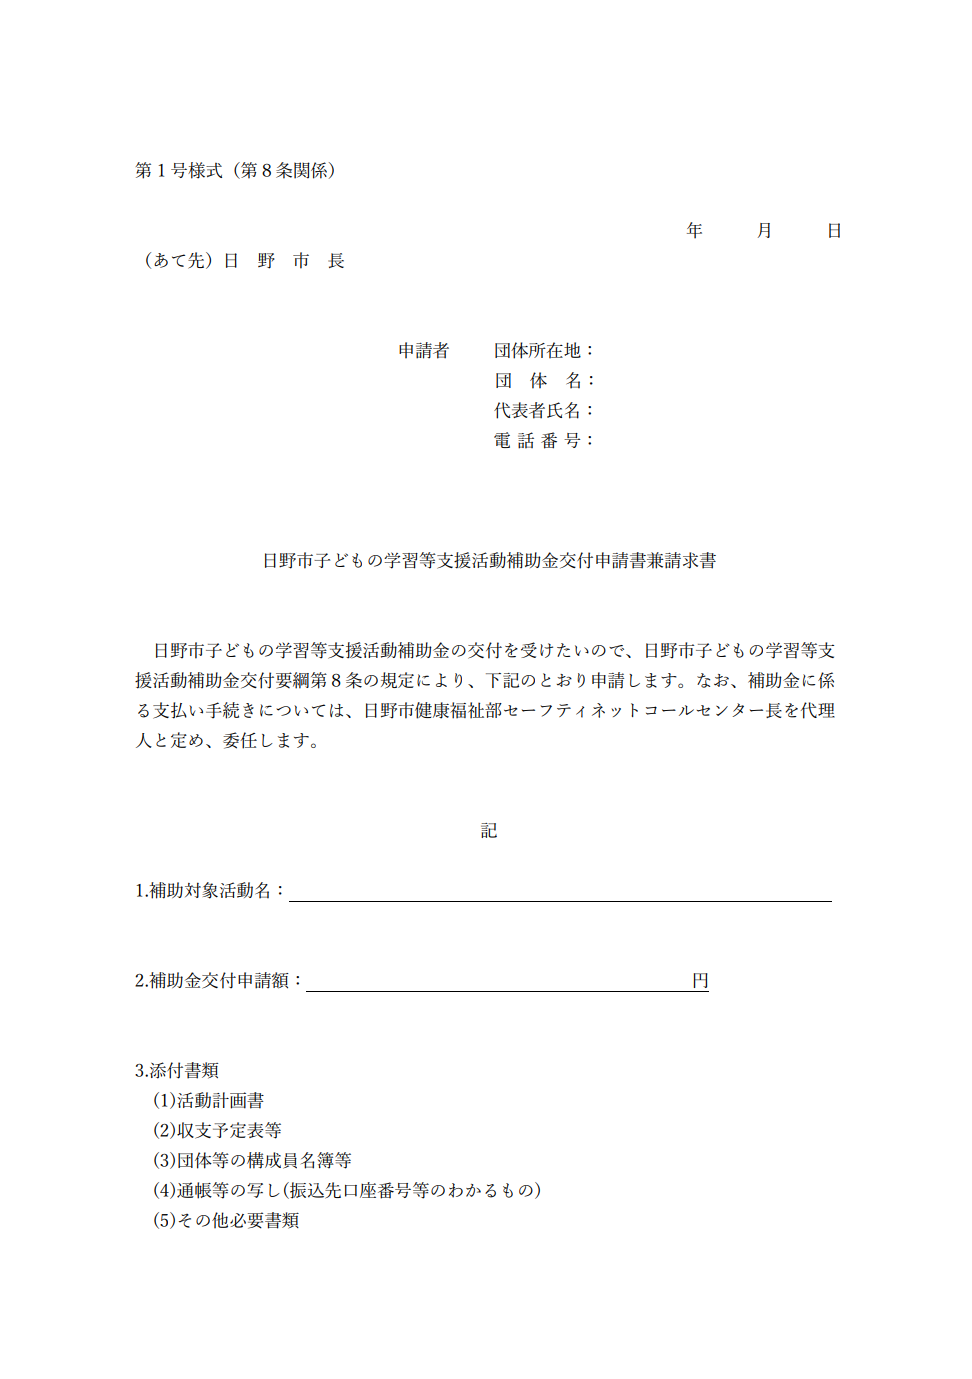 第１号様式（第８条関係）
年　　　月　　　日
（あて先）日　野　市　長
申請者　　団体所在地：
団　体　名：
代表者氏名：
電 話 番 号：
日野市子どもの学習等支援活動補助金交付申請書兼請求書
　日野市子どもの学習等支援活動補助金の交付を受けたいので、日野市子どもの学習等支
援活動補助金交付要綱第８条の規定により、下記のとおり申請します。なお、補助金に係
る支払い手続きについては、日野市健康福祉部セーフティネットコールセンター長を代理
人と定め、委任します。
記
1.補助対象活動名：
2.補助金交付申請額：　　　　　　　　　　円
3.添付書類
(1)活動計画書
(2)収支予定表等
(3)団体等の構成員名簿等
(4)通帳等の写し(振込先口座番号等のわかるもの)
(5)その他必要書類